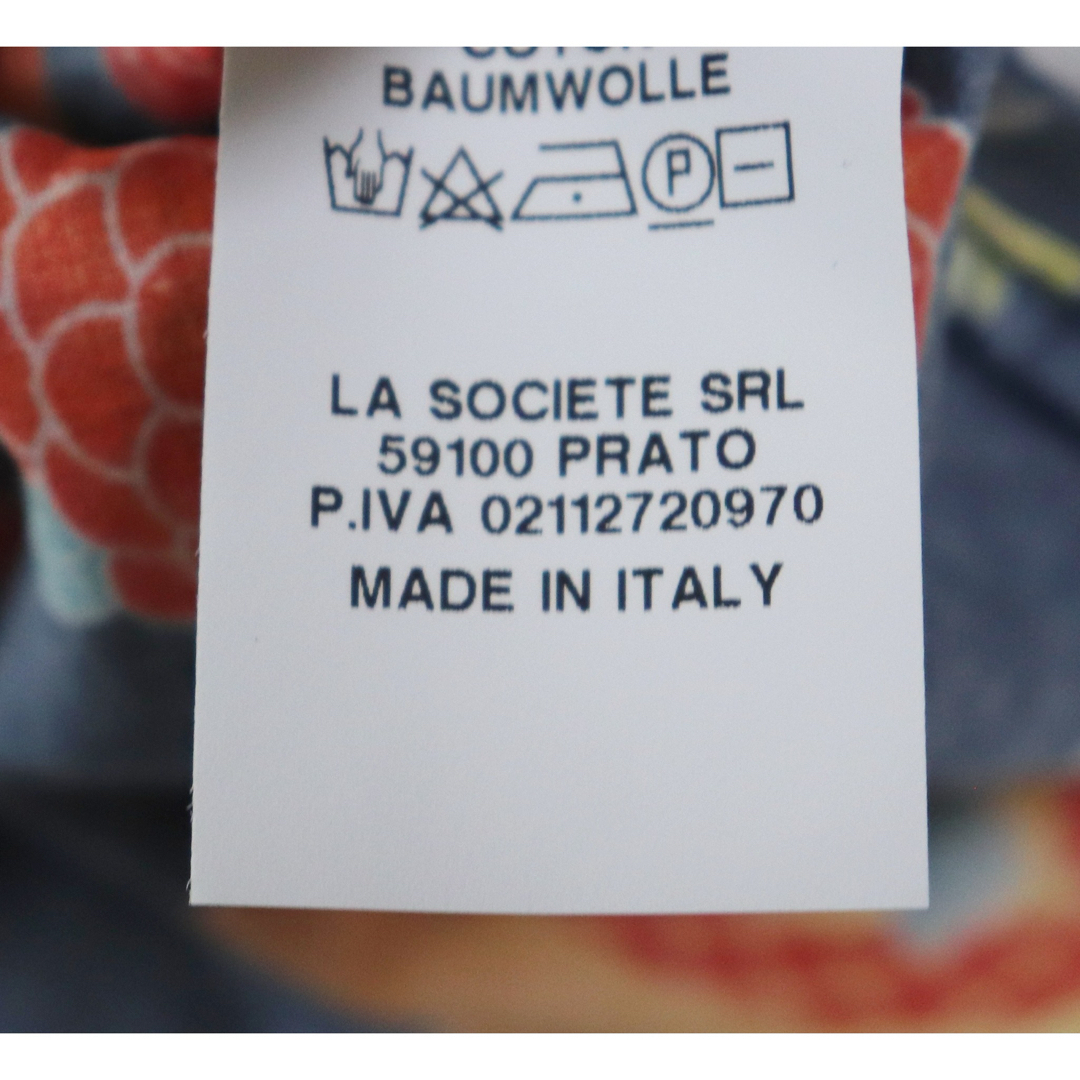 BAUMWOLLE
P
LA SOCIETE SRL
59100 PRATO
P.IVA 02112720970
MADE IN ITALY